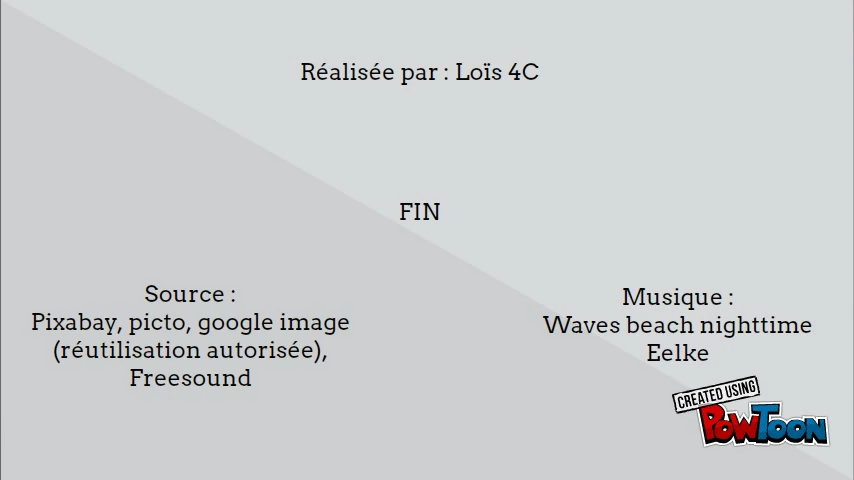 Réalisée par : Loïs 4C
FIN
Source :
Pixabay, picto, google image
(réutilisation autorisée),
Freesound
Musique :
Waves beach nighttime
Eelke
CREATED USING
POWTOON